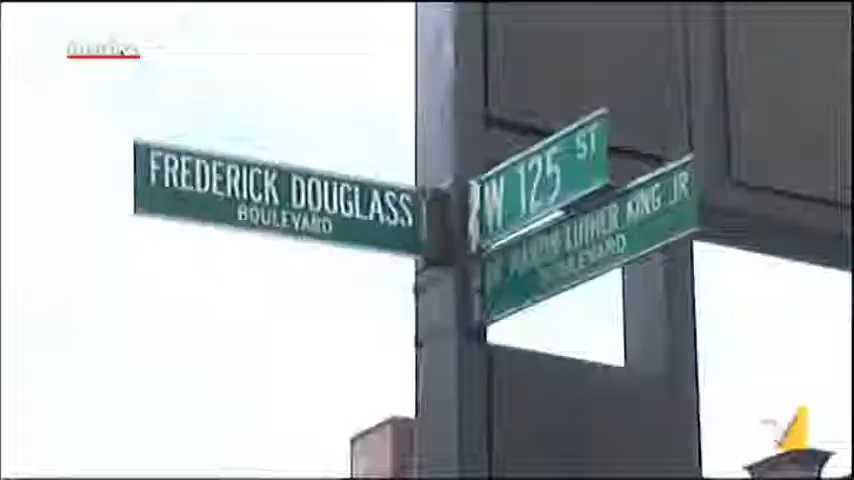 FREDERICK DOUGLASS
BOULEVARD
W 125 ST
DR MARTIN LUTHER KING JR
BOULEVARD